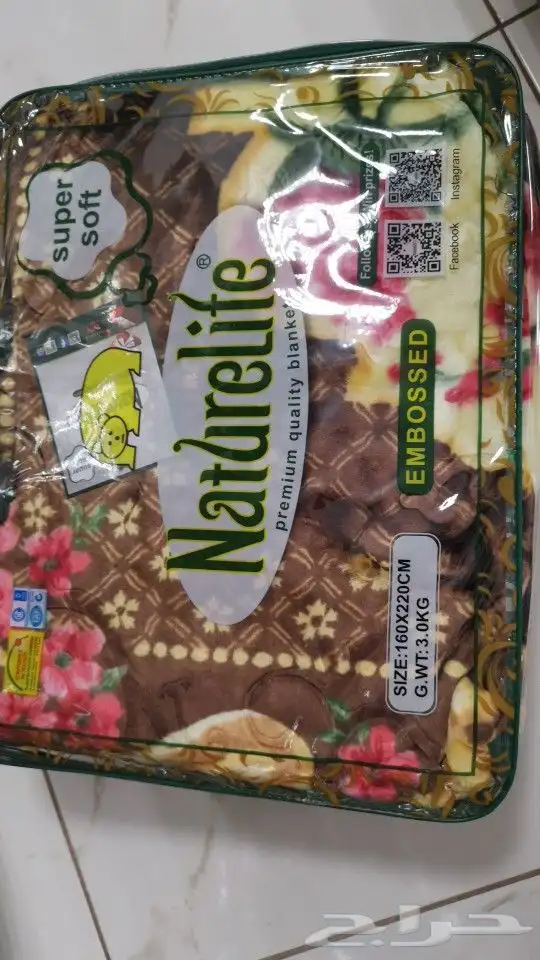 super
soft
Naturelife®
premium quality blanket
EMBOSSED
SIZE:160X220CM
G.WT:3.0KG
Facebook
Instagram
حراج